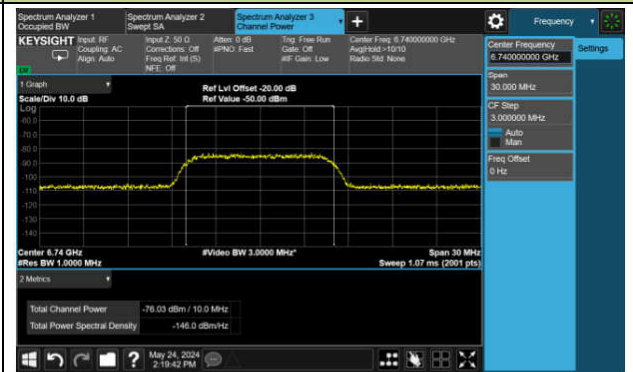 Spectrum Analyzer 1
Occupied BW
Spectrum Analyzer 2
Swept SA
Spectrum Analyzer 3
Channel Power
+
Frequency
KEYSIGHT
Input: RF
Coupling: AC
Align: Auto
Input Z: 50 Ω
Corrections: Off
Freq Ref: Int (S)
NFE: Off
Atten: 0 dB
#PNO: Fast
Trig: Free Run
Gate: Off
#IF Gain: Low
Center Freq: 6.740000000 GHz
Avg|Hold:>10/10
Radio Std: None
Center Frequency
6.740000000 GHz
Settings
Span
30.000 MHz
CF Step
3.000000 MHz
Auto
Man
Freq Offset
0 Hz
1 Graph
Scale/Div 10.0 dB
Ref Lvl Offset -20.00 dB
Ref Value -50.00 dBm
Log
-60.0
-70.0
-80.0
-90.0
-100
-110
-120
-130
-140
Center 6.74 GHz
#Res BW 1.0000 MHz
#Video BW 3.0000 MHz*
Span 30 MHz
Sweep 1.07 ms (2001 pts)
2 Metrics
Total Channel Power -76.03 dBm / 10.0 MHz
Total Power Spectral Density -146.0 dBm/Hz
?
May 24, 2024
2:19:42 PM